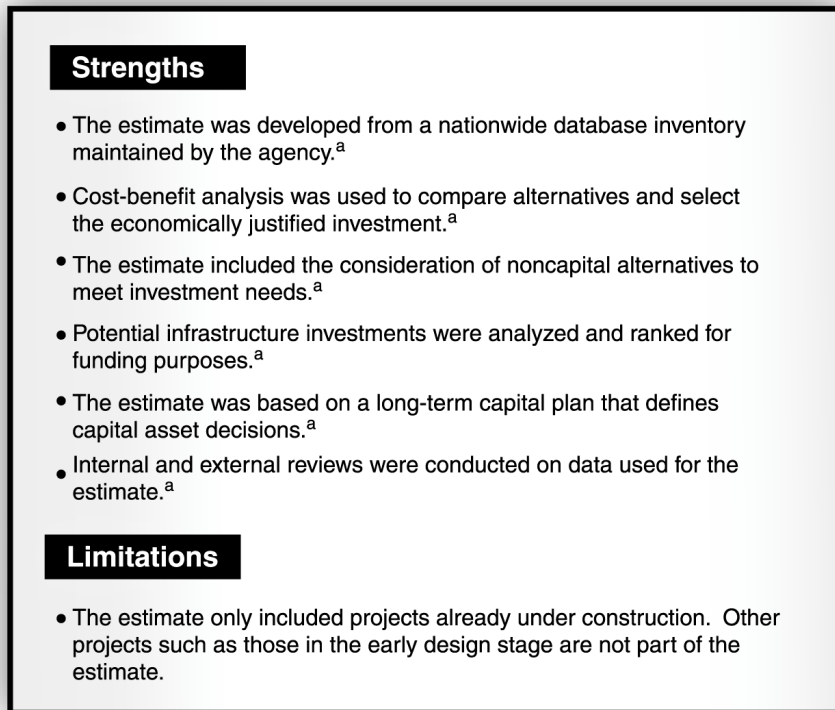 Strengths
• The estimate was developed from a nationwide database inventory
maintained by the agency.ᵃ
• Cost-benefit analysis was used to compare alternatives and select
the economically justified investment.ᵃ
• The estimate included the consideration of noncapital alternatives to
meet investment needs.ᵃ
• Potential infrastructure investments were analyzed and ranked for
funding purposes.ᵃ
• The estimate was based on a long-term capital plan that defines
capital asset decisions.ᵃ
• Internal and external reviews were conducted on data used for the
estimate.ᵃ
Limitations
• The estimate only included projects already under construction.  Other
projects such as those in the early design stage are not part of the
estimate.